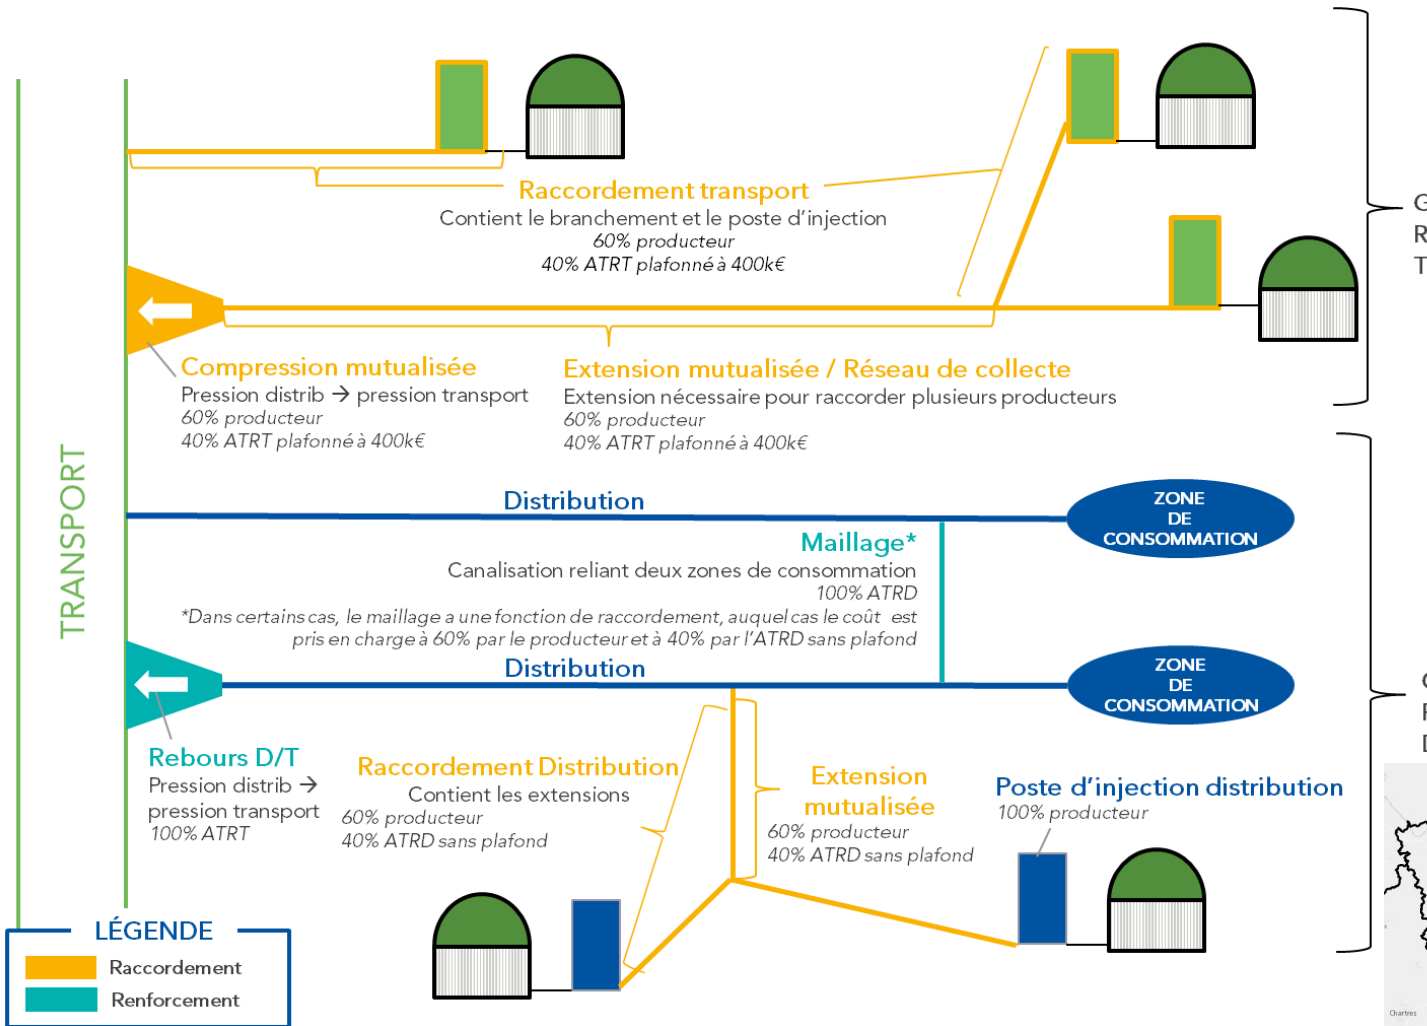 Raccordement transport
Contient le branchement et le poste d'injection
60% producteur
40% ATRT plafonné à 400k€
G
R
T
Compression mutualisée
Pression distrib → pression transport
60% producteur
40% ATRT plafonné à 400k€
Extension mutualisée / Réseau de collecte
Extension nécessaire pour raccorder plusieurs producteurs
60% producteur
40% ATRT plafonné à 400k€
TRANSPORT
Distribution
ZONE
DE
CONSOMMATION
Maillage*
Canalisation reliant deux zones de consommation
100% ATRD
*Dans certains cas, le maillage a une fonction de raccordement, auquel cas le coût est
pris en charge à 60% par le producteur et à 40% par l'ATRD sans plafond
Distribution
ZONE
DE
CONSOMMATION
Rebours D/T
Pression distrib →
pression transport
100% ATRT
Raccordement Distribution
Contient les extensions
60% producteur
40% ATRD sans plafond
Extension
mutualisée
60% producteur
40% ATRD sans plafond
Poste d'injection distribution
100% producteur
LÉGENDE
Raccordement
Renforcement
Chartres